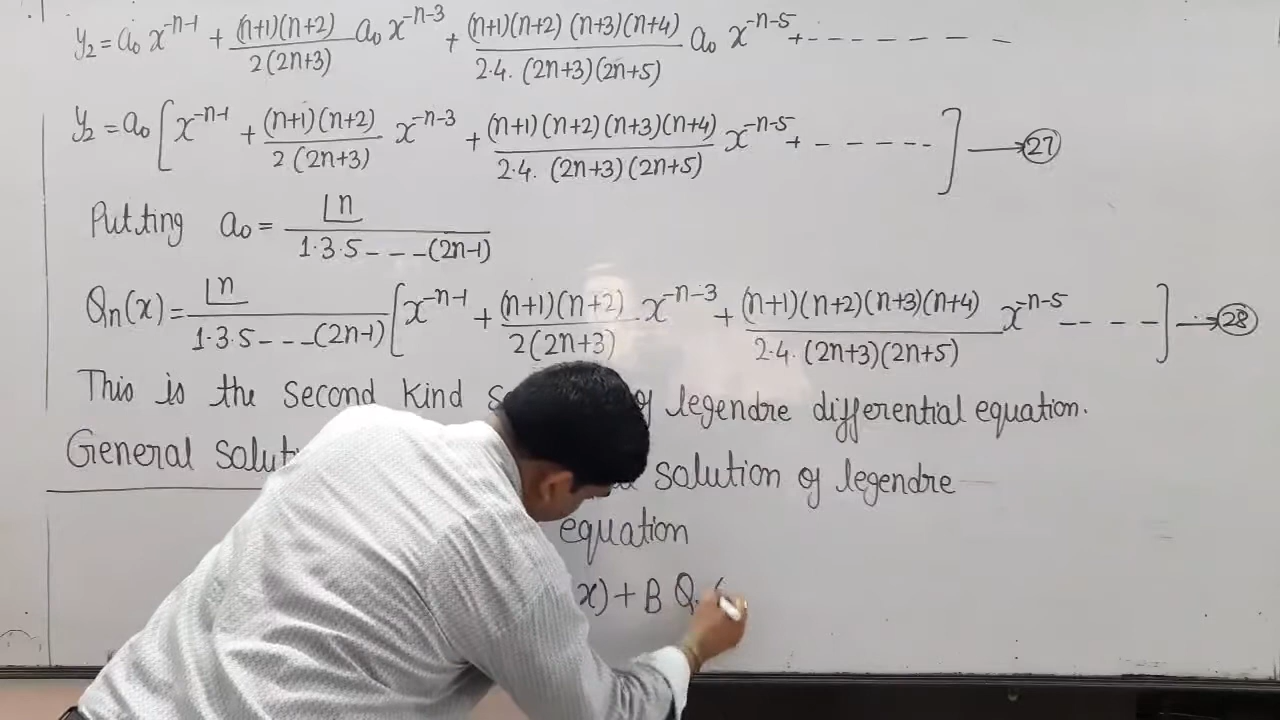 y₂ = a₀ x⁻ⁿ⁻¹ + (n+1)(n+2)/2(2n+3) a₀ x⁻ⁿ⁻³ + (n+1)(n+2)(n+3)(n+4)/2·4·(2n+3)(2n+5) a₀ x⁻ⁿ⁻⁵ + - - - - - - -
y₂ = a₀ [x⁻ⁿ⁻¹ + (n+1)(n+2)/2(2n+3) x⁻ⁿ⁻³ + (n+1)(n+2)(n+3)(n+4)/2·4·(2n+3)(2n+5) x⁻ⁿ⁻⁵ + - - - - -] → (27)
Putting a₀ = |n/1·3·5 - - - (2n-1)
Qn(x) = |n/1·3·5 - - - (2n-1) [x⁻ⁿ⁻¹ + (n+1)(n+2)/2(2n+3) x⁻ⁿ⁻³ + (n+1)(n+2)(n+3)(n+4)/2·4·(2n+3)(2n+5) x⁻ⁿ⁻⁵ - - - -] → (28)
This is the second kind of legendre differential equation.
General solution of legendre
equation
x) + B Q